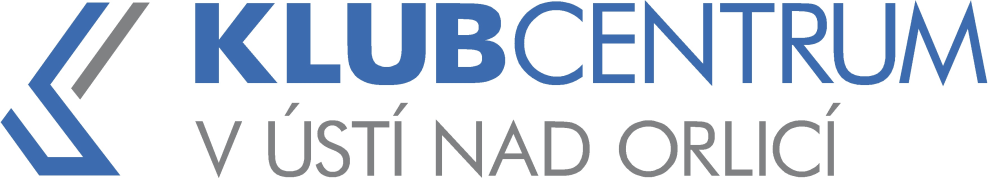 KLUBCENTRUM
V ÚSTÍ NAD ORLICÍ